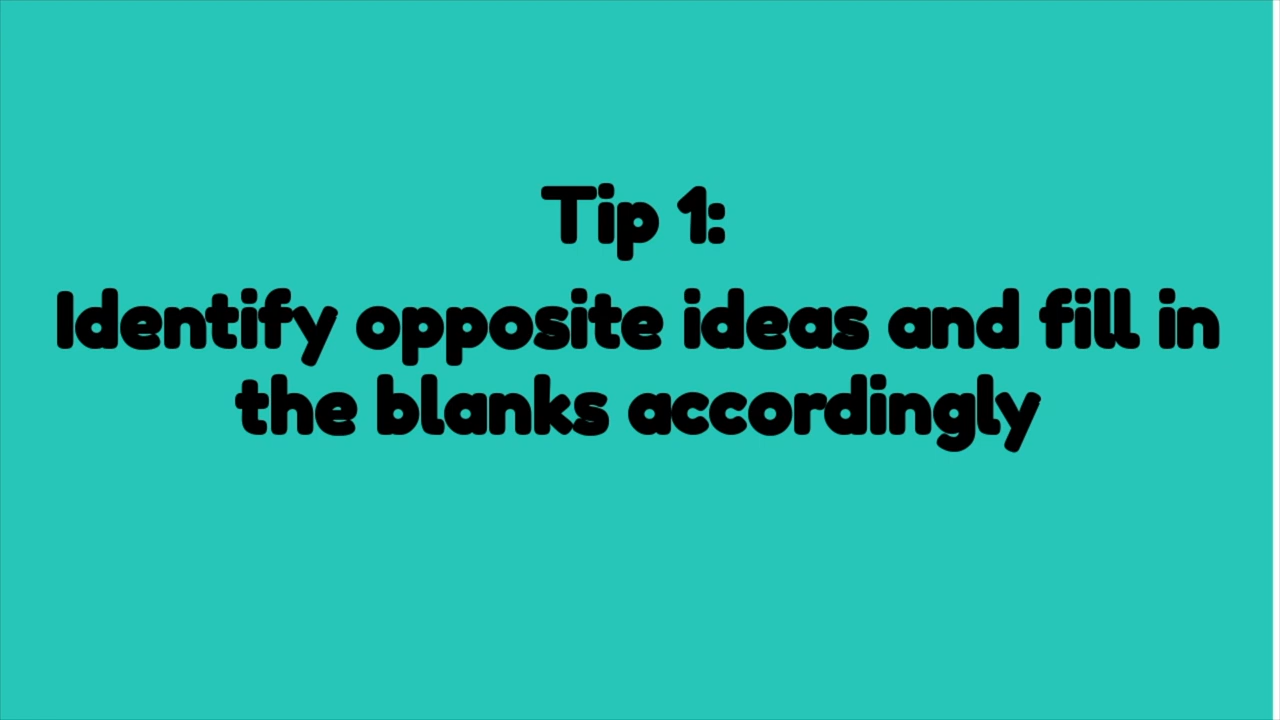 Tip 1:
Identify opposite ideas and fill in
the blanks accordingly